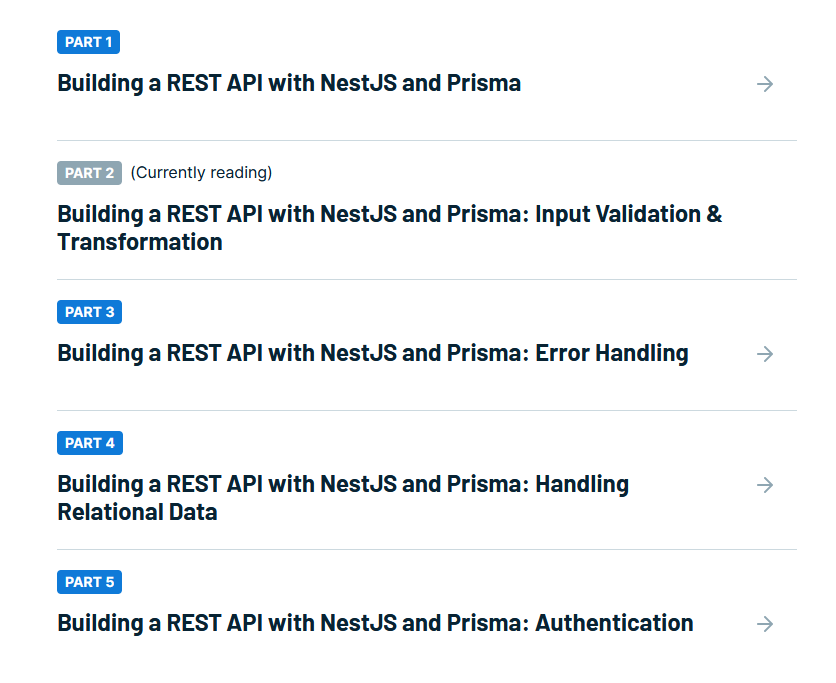 PART 1
Building a REST API with NestJS and Prisma
PART 2 (Currently reading)
Building a REST API with NestJS and Prisma: Input Validation &
Transformation
PART 3
Building a REST API with NestJS and Prisma: Error Handling
PART 4
Building a REST API with NestJS and Prisma: Handling
Relational Data
PART 5
Building a REST API with NestJS and Prisma: Authentication